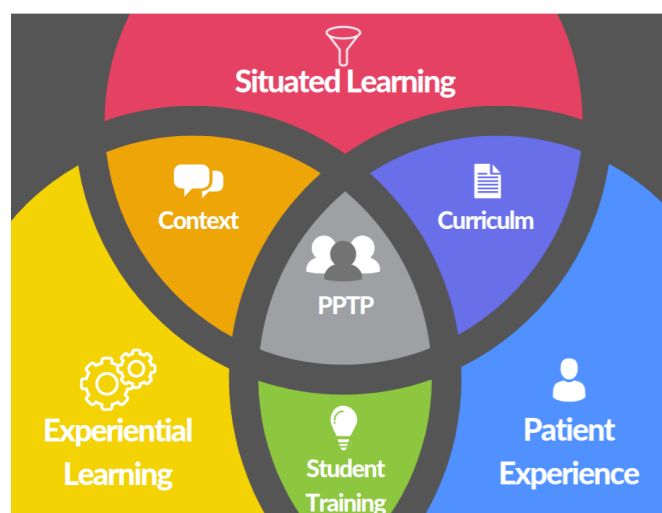 Situated Learning
Context
Curriculm
PPTP
Experiential
Learning
Patient
Experience
Student
Training